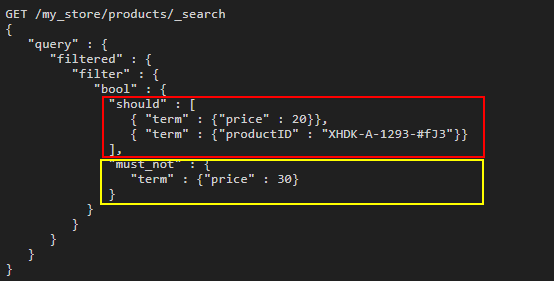 GET /my_store/products/_search
{
   "query" : {
      "filtered" : {
         "filter" : {
            "bool" : {
              "should" : [
                 { "term" : {"price" : 20}},
                 { "term" : {"productID" : "XHDK-A-1293-#fJ3"}}
              ],
              "must_not" : {
                 "term" : {"price" : 30}
              }
           }
         }
      }
   }
}